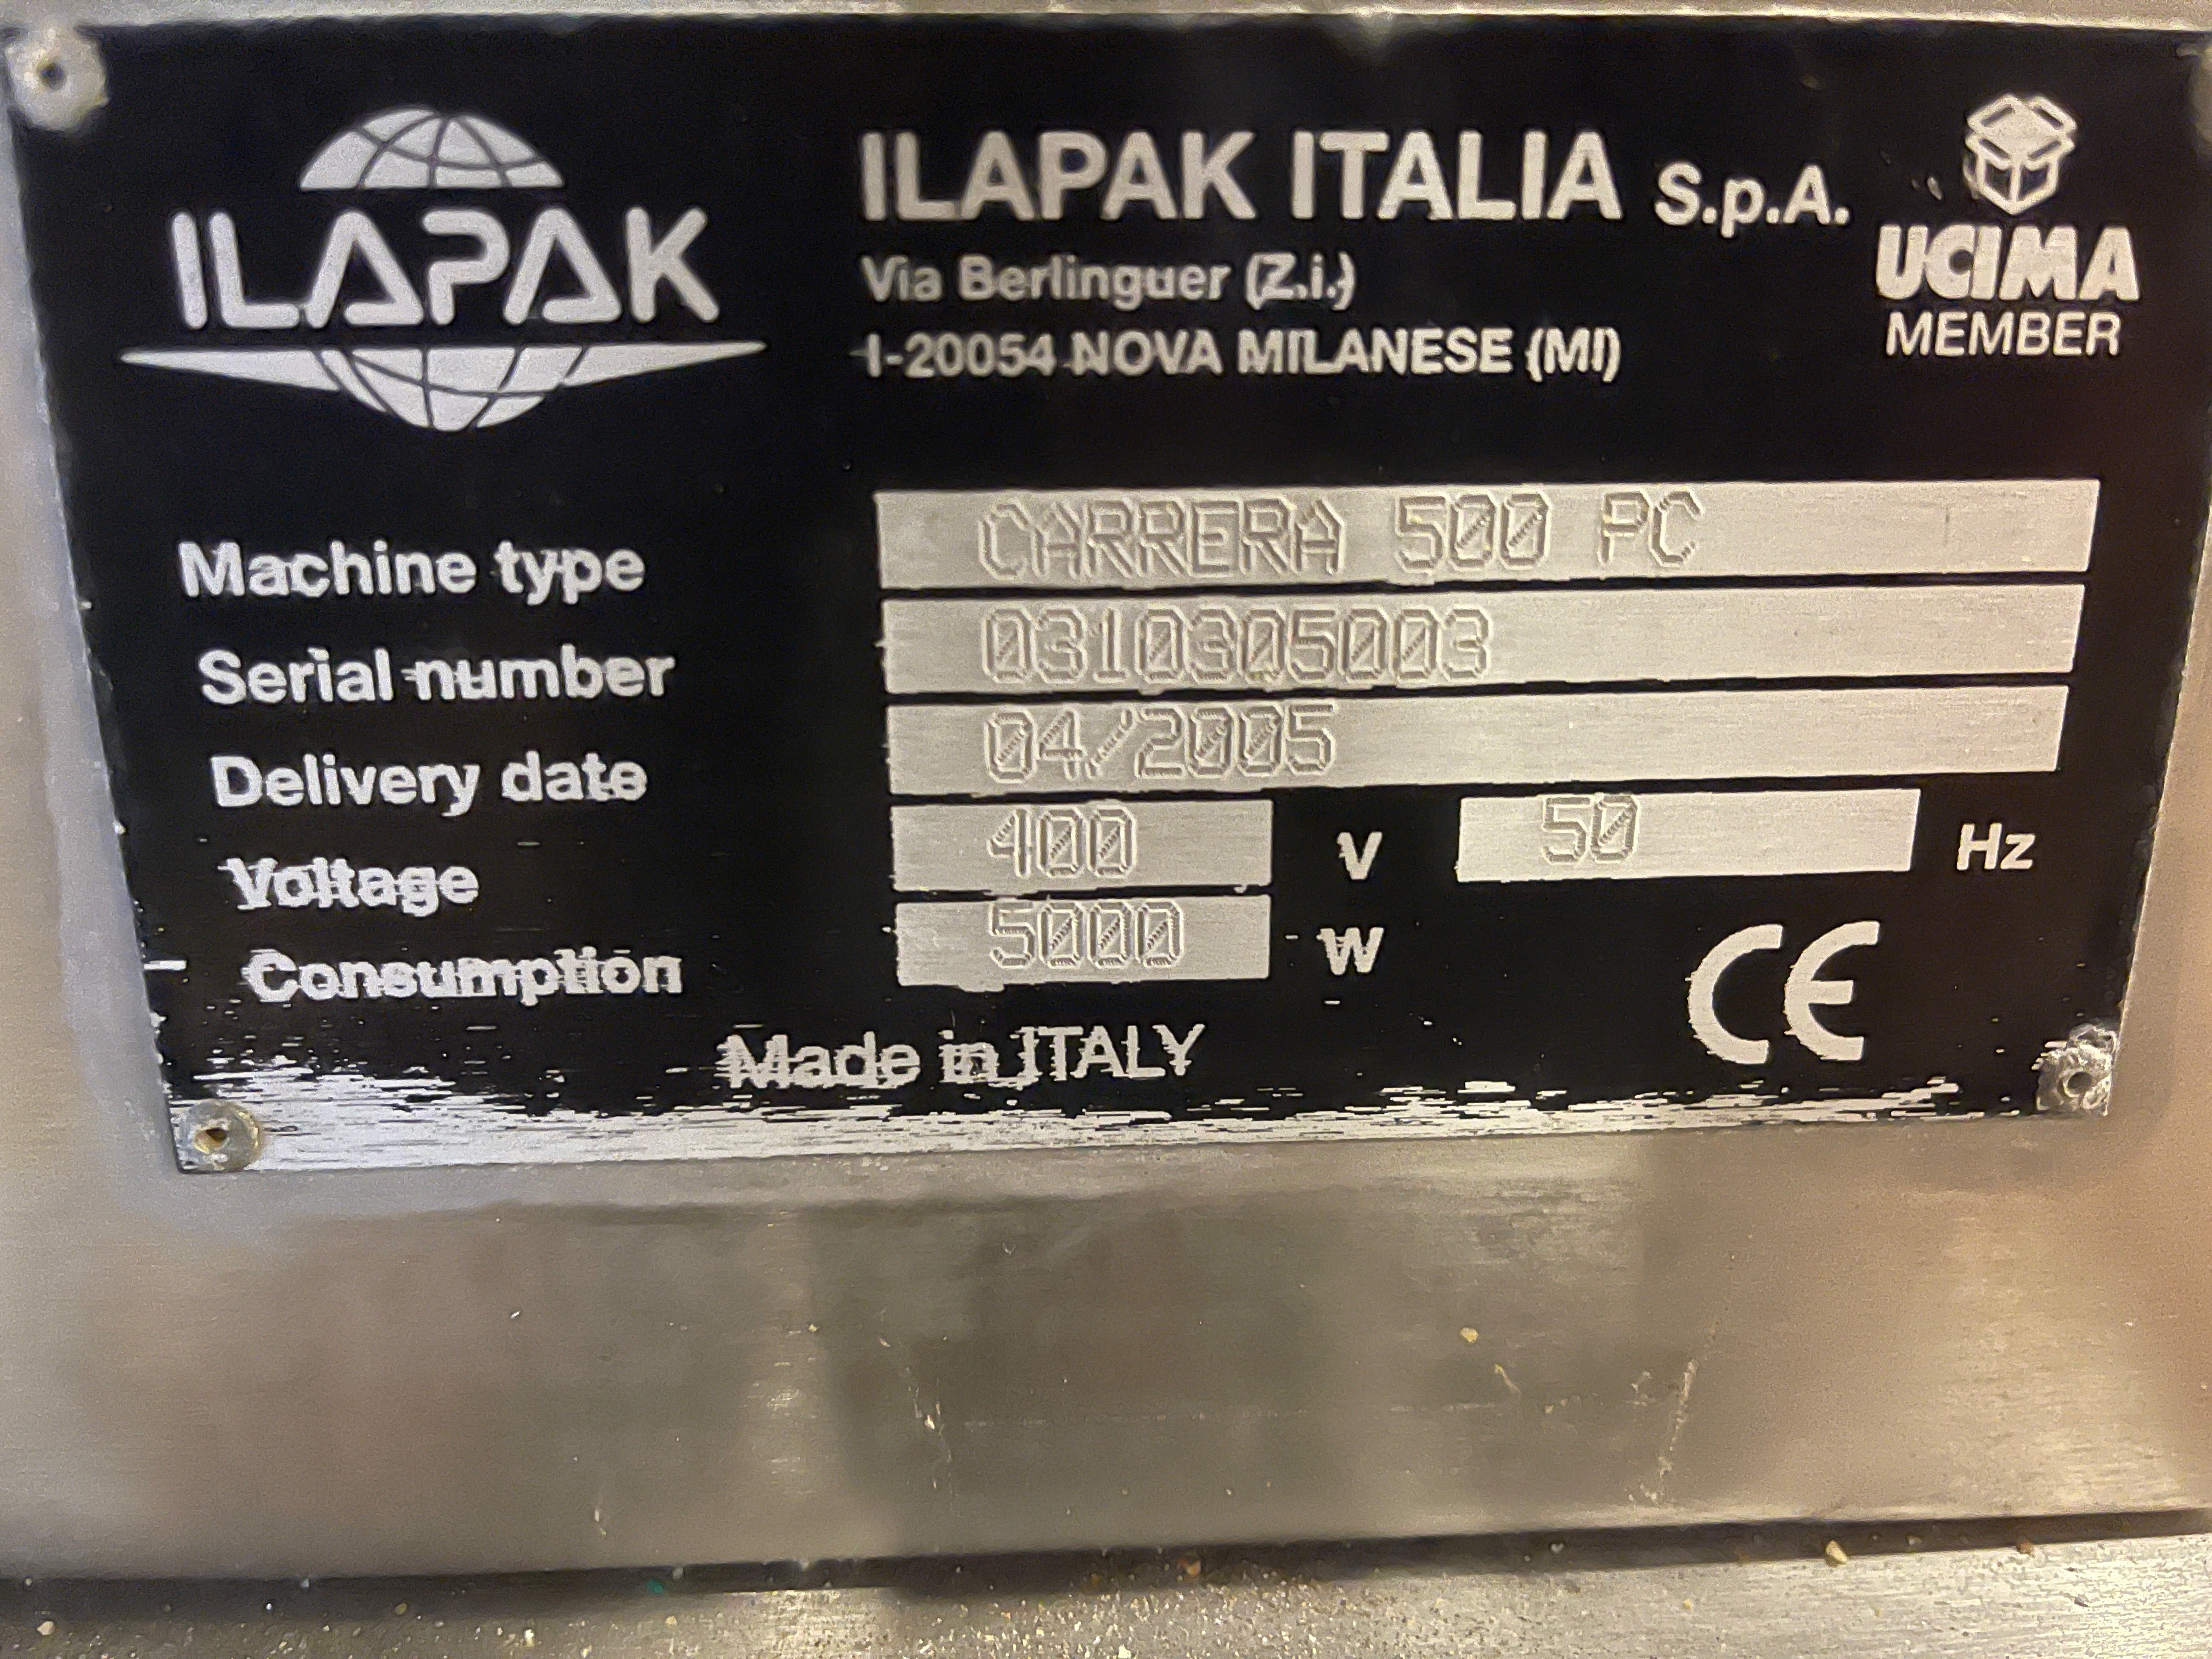 ILAPAK
ILAPAK ITALIA S.p.A.
Via Berlinguer (Z.i.)
I-20054 NOVA MILANESE (MI)
UCIMA
MEMBER
Machine type CARRERA 500 PC
Serial number 0310305003
Delivery date 04/2005
Voltage 400 V 50 Hz
Consumption 5000 W
Made in ITALY
CE